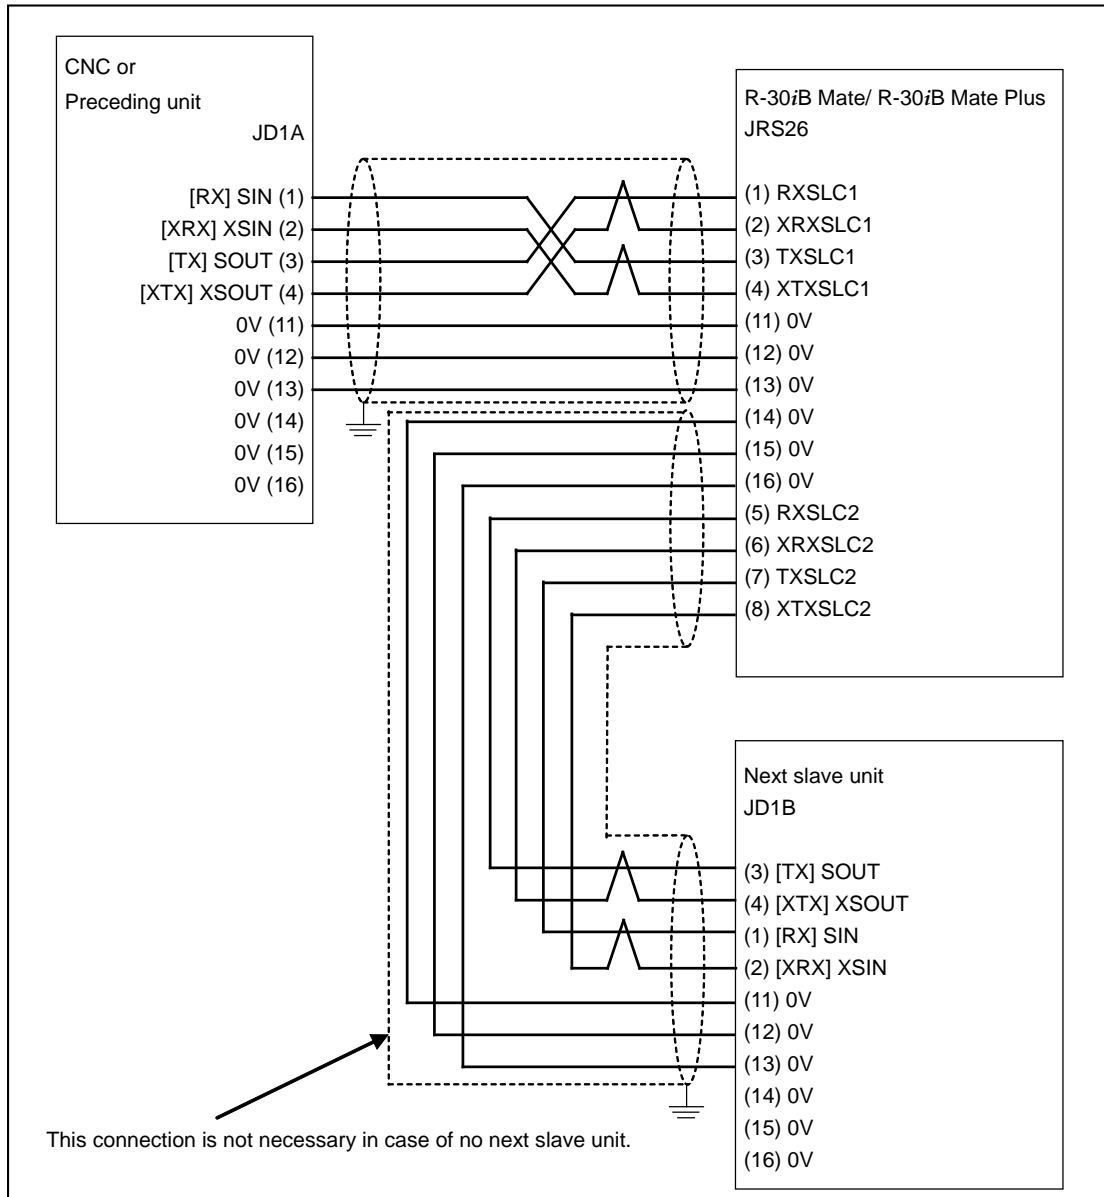 CNC or
Preceding unit
JD1A
[RX] SIN (1)
[XRX] XSIN (2)
[TX] SOUT (3)
[XTX] XSOUT (4)
0V (11)
0V (12)
0V (13)
0V (14)
0V (15)
0V (16)
R-30iB Mate/ R-30iB Mate Plus
JRS26
(1) RXSLC1
(2) XRXSLC1
(3) TXSLC1
(4) XTXSLC1
(11) 0V
(12) 0V
(13) 0V
(14) 0V
(15) 0V
(16) 0V
(5) RXSLC2
(6) XRXSLC2
(7) TXSLC2
(8) XTXSLC2
Next slave unit
JD1B
(3) [TX] SOUT
(4) [XTX] XSOUT
(1) [RX] SIN
(2) [XRX] XSIN
(11) 0V
(12) 0V
(13) 0V
(14) 0V
(15) 0V
(16) 0V
This connection is not necessary in case of no next slave unit.